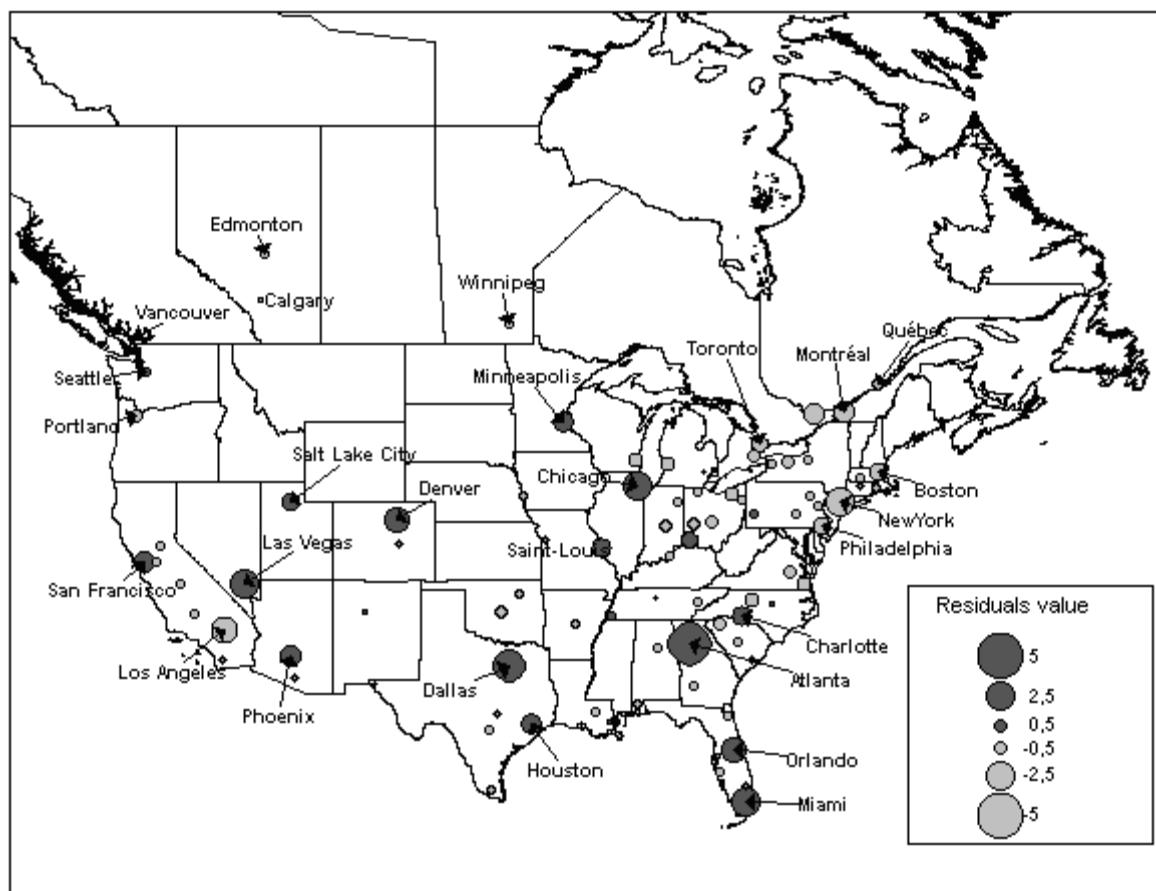 Edmonton
Calgary
Winnipeg
Vancouver
Québec
Toronto
Montréal
Seattle
Minneapolis
Portland
Salt Lake City
Chicago
Denver
Boston
NewYork
Las Vegas
Saint-Louis
Philadelphia
San Francisco
Residuals value
Charlotte
Los Angeles
Dallas
Atlanta
5
Phoenix
2,5
0,5
-0,5
Orlando
Houston
-2,5
Miami
-5